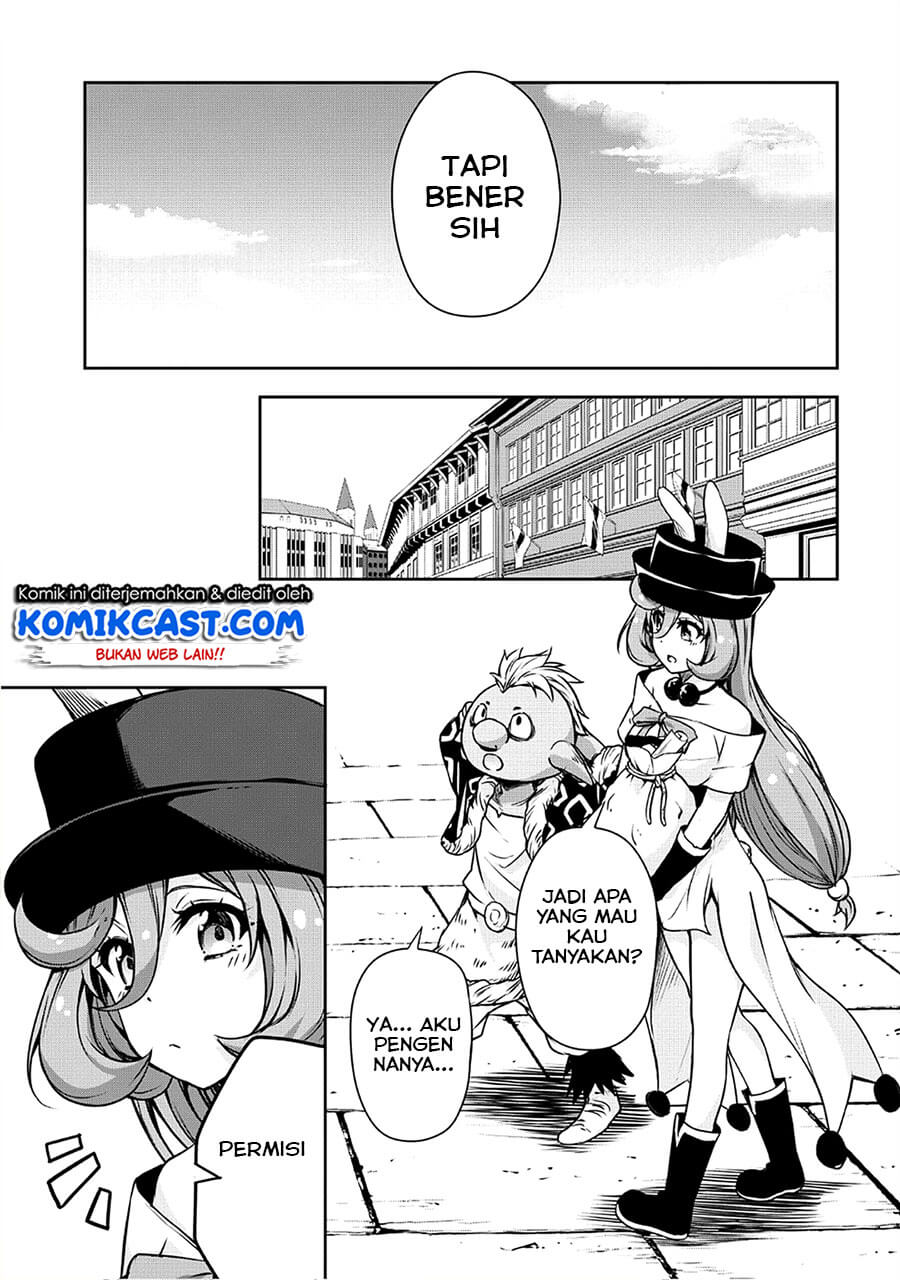 TAPI
BENER
SIH
Komik ini diterjemahkan & diedit oleh
KOMIKCAST.COM
BUKAN WEB LAIN!!
JADI APA
YANG MAU
KAU
TANYAKAN?
YA... AKU
PENGEN
NANYA...
PERMISI